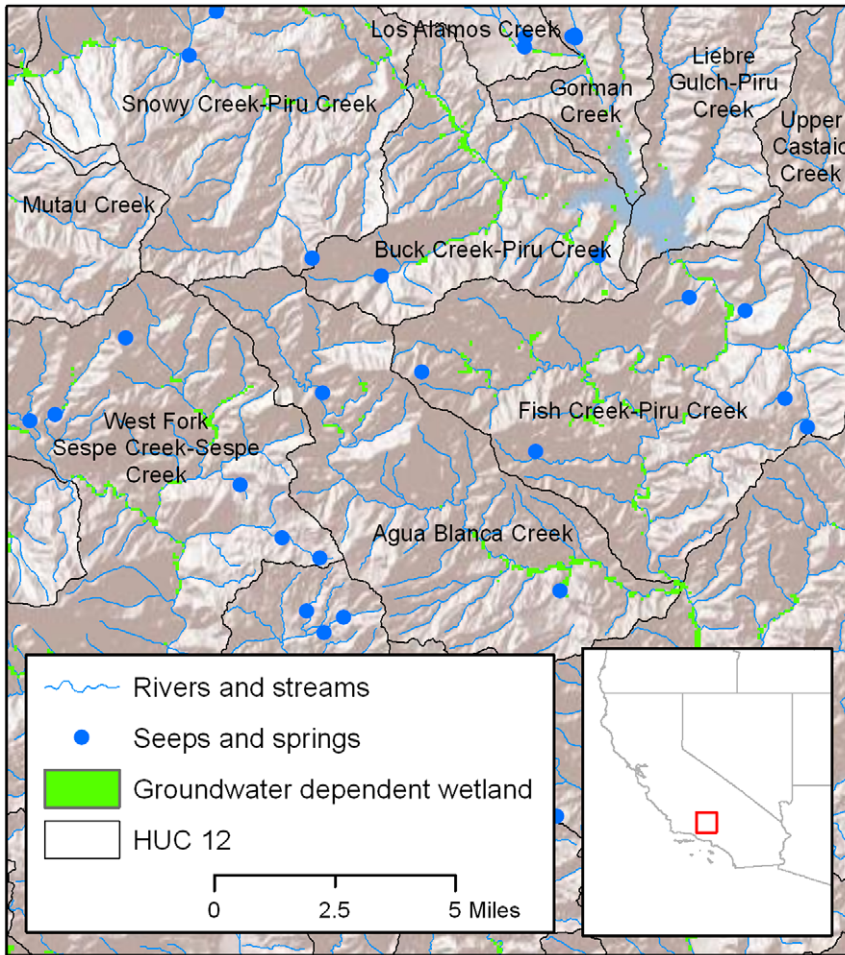 Los Alamos Creek
Liebre
Gulch-Piru
Creek
Snowy Creek-Piru Creek
Gorman
Creek
Upper
Castaic
Creek
Mutau Creek
Buck Creek-Piru Creek
West Fork
Sespe Creek-Sespe
Creek
Fish Creek-Piru Creek
Agua Blanca Creek
Rivers and streams
Seeps and springs
Groundwater dependent wetland
HUC 12
0 2.5 5 Miles